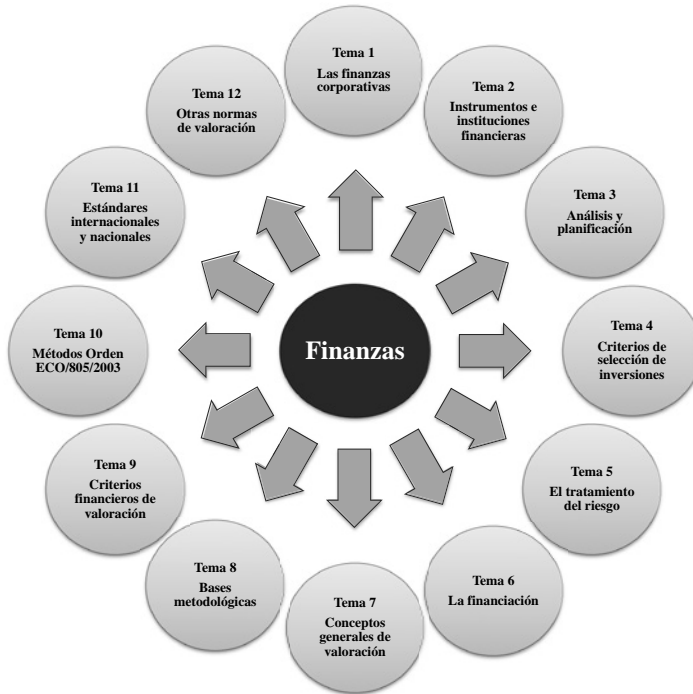 Tema 1
Las finanzas
corporativas
Tema 2
Instrumentos e
instituciones
financieras
Tema 3
Análisis y
planificación
Tema 4
Criterios de
selección de
inversiones
Tema 5
El tratamiento
del riesgo
Tema 6
La financiación
Tema 7
Conceptos
generales de
valoración
Tema 8
Bases
metodológicas
Tema 9
Criterios
financieros de
valoración
Tema 10
Métodos Orden
ECO/805/2003
Tema 11
Estándares
internacionales
y nacionales
Tema 12
Otras normas
de valoración
Finanzas